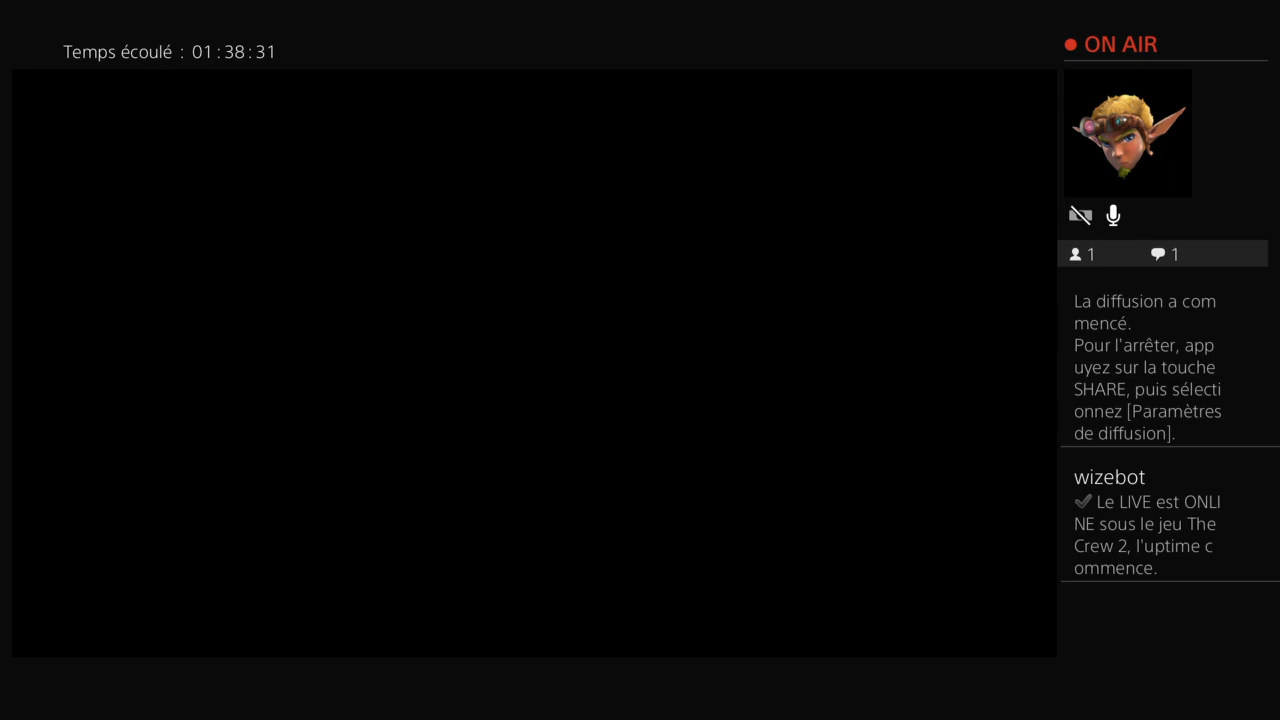 Temps écoulé : 01:38:31
ON AIR
1 1
La diffusion a com
mencé.
Pour l'arrêter, app
uyez sur la touche
SHARE, puis sélecti
onnez [Paramètres
de diffusion].
wizebot
Le LIVE est ONLI
NE sous le jeu The
Crew 2, l'uptime c
ommence.